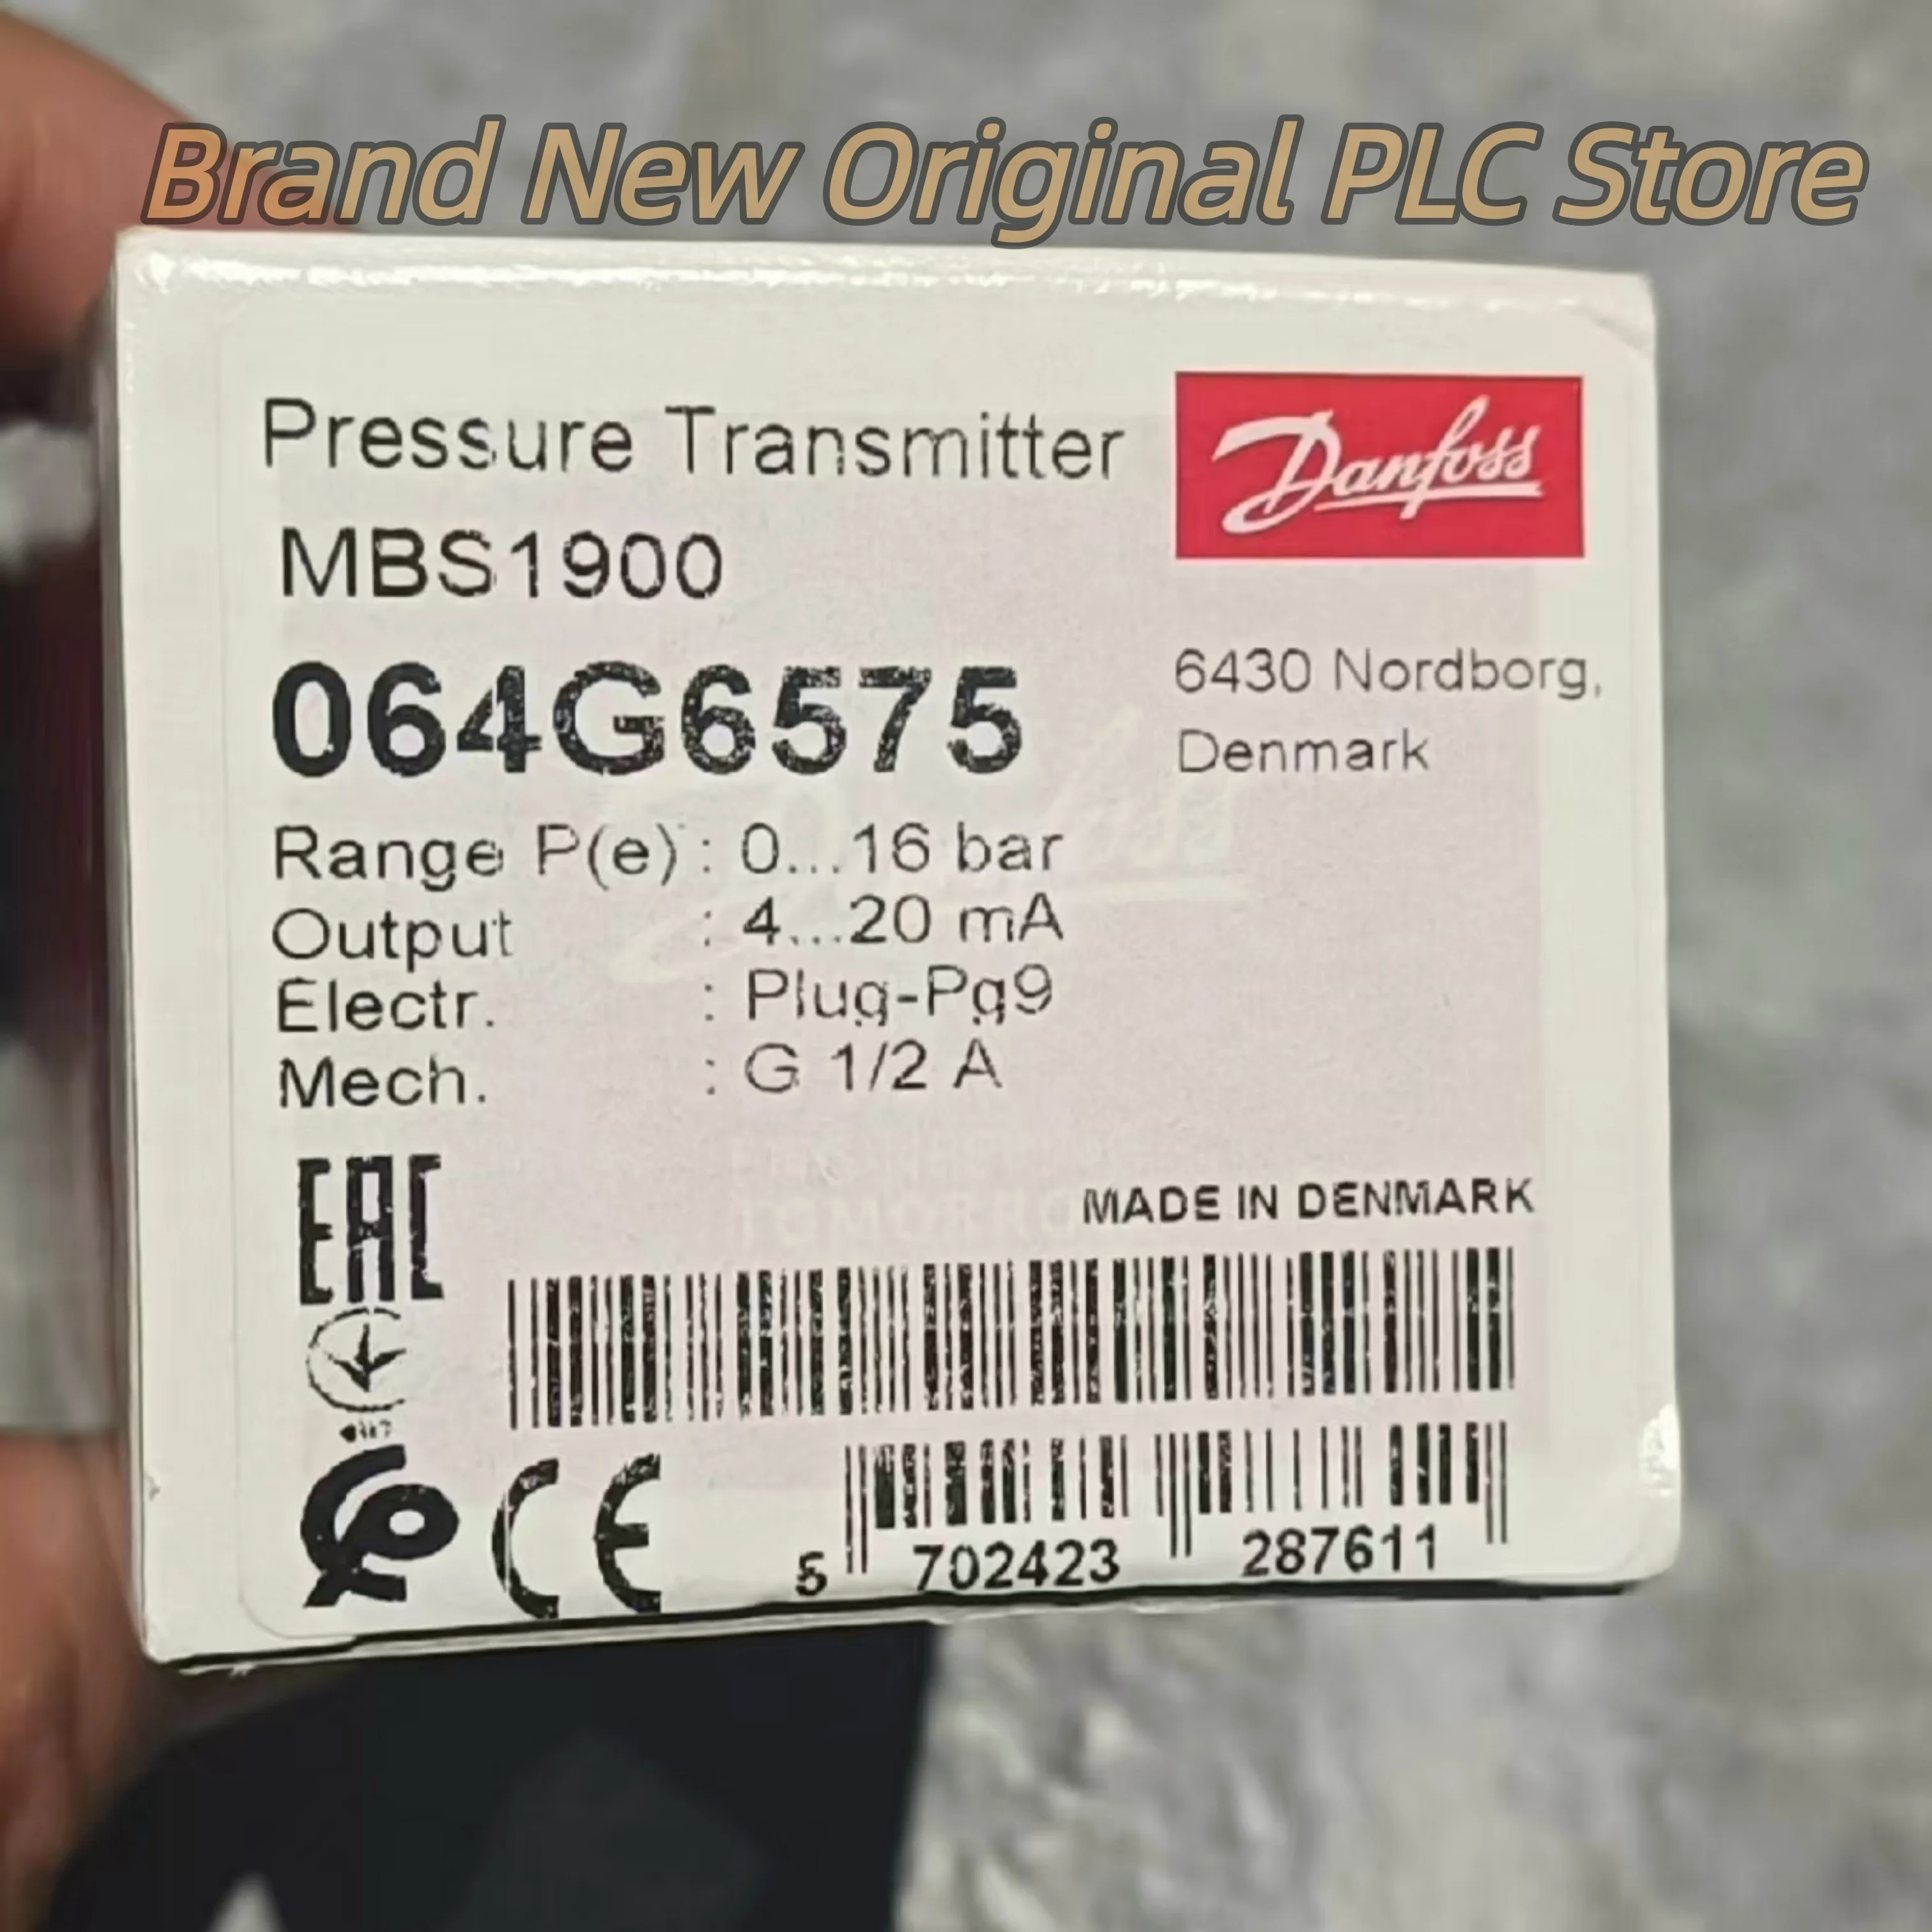 Brand New Original PLC Store
Pressure Transmitter
Danfoss
MBS1900
064G6575
6430 Nordborg,
Denmark
Range P(e) : 0...16 bar
Output : 4...20 mA
Electr. : Plug-Pg9
Mech. : G 1/2 A
EAC
TOMORRO
MADE IN DENMARK
CE
5 702423 287611